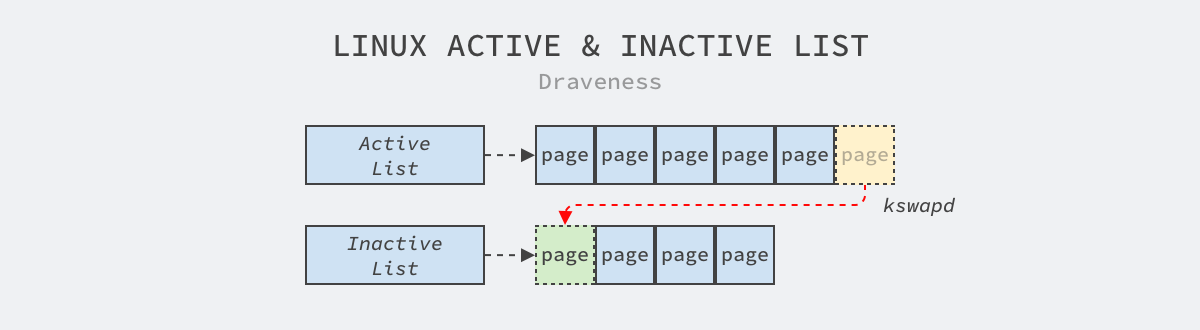 LINUX ACTIVE & INACTIVE LIST
Draveness
Active
List
page page page page page page
kswapd
Inactive
List
page page page page